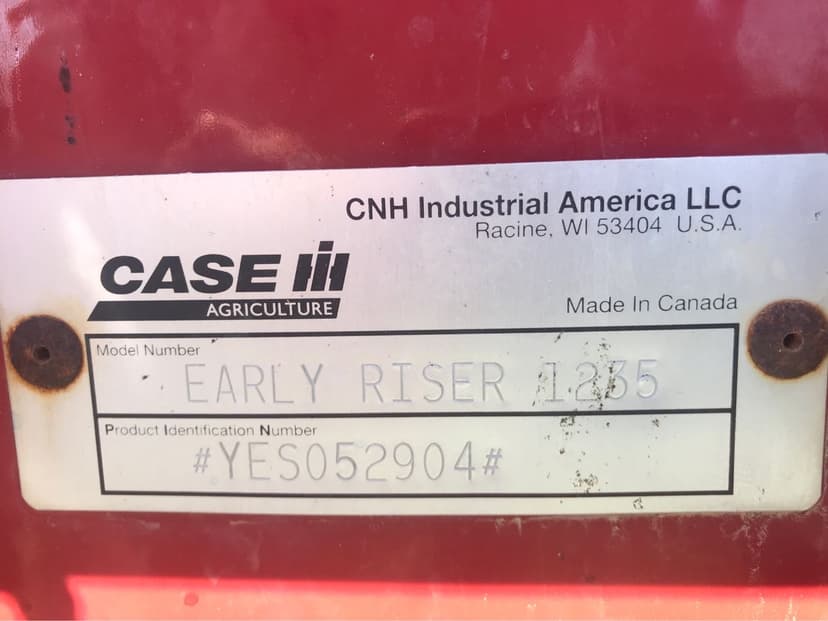 CNH Industrial America LLC
Racine, WI 53404 U.S.A.
CASE IH
AGRICULTURE
Made In Canada
Model Number
EARLY RISER 1235
Product Identification Number
#YES052904#